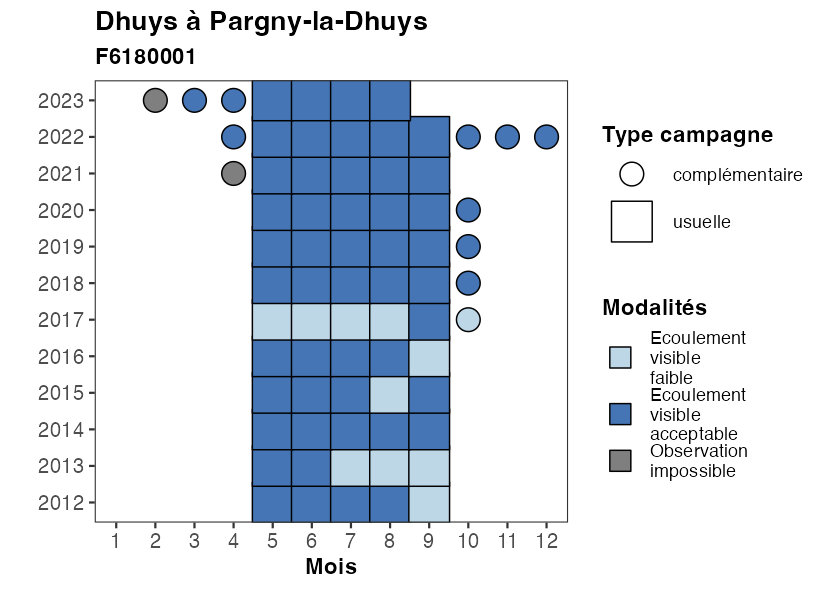 Dhuys à Pargny-la-Dhuys
F6180001
2023
2022
2021
2020
2019
2018
2017
2016
2015
2014
2013
2012
1 2 3 4 5 6 7 8 9 10 11 12
Mois
Type campagne
complémentaire
usuelle
Modalités
Ecoulement
visible
faible
Ecoulement
visible
acceptable
Observation
impossible